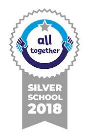 all
together
SILVER
SCHOOL
2018